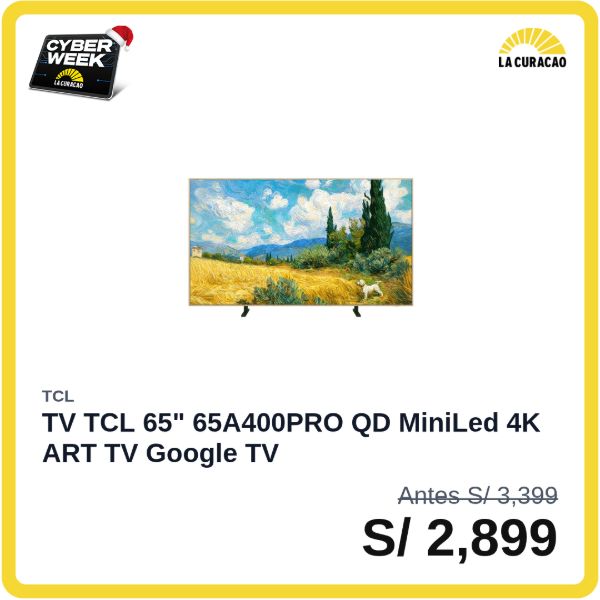 CYBER
WEEK
LA CURACAO
LA CURACAO
TCL
TV TCL 65" 65A400PRO QD MiniLed 4K
ART TV Google TV
Antes S/ 3,399
S/ 2,899